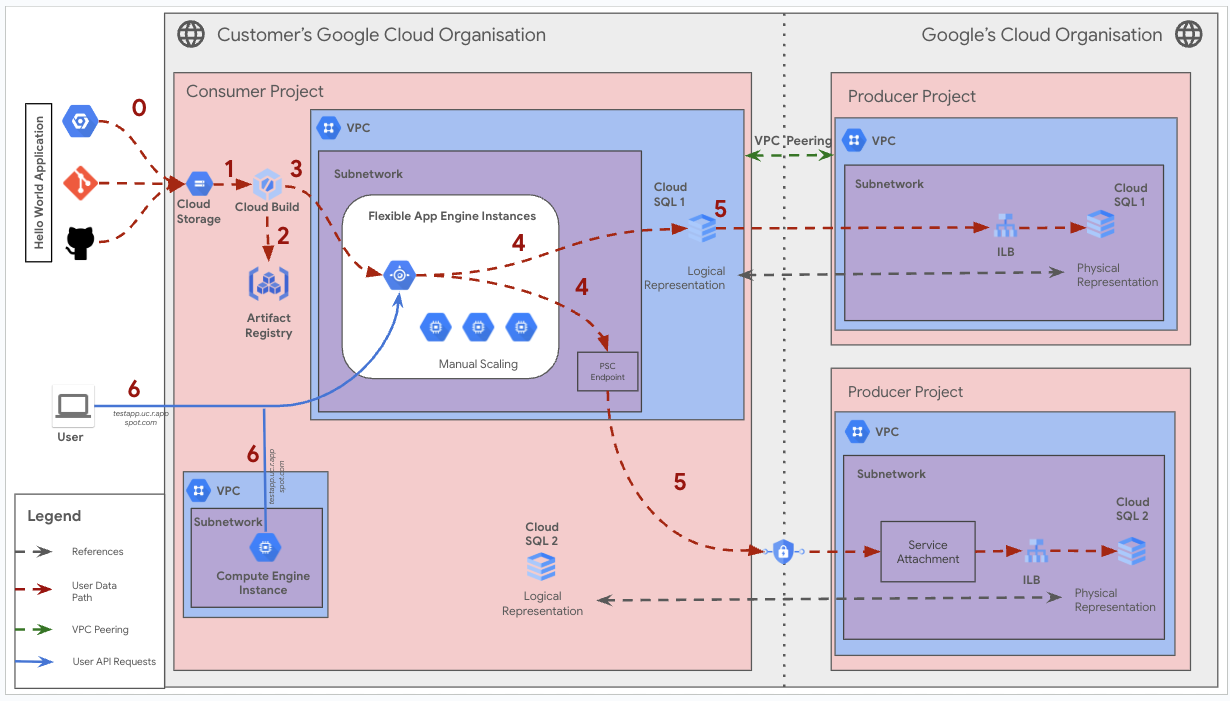 Customer's Google Cloud Organisation
Google's Cloud Organisation
Hello World Application
0
Consumer Project
1
Cloud
Storage
Cloud Build
2
Artifact
Registry
3
VPC
Subnetwork
Flexible App Engine Instances
4
4
Manual Scaling
PSC
Endpoint
Cloud
SQL 1
5
Logical
Representation
VPC Peering
Producer Project
VPC
Subnetwork
ILB
Cloud
SQL 1
Physical
Representation
6
testapp.uc.r.app
spot.com
User
6
testapp.uc.r.app
spot.com
VPC
Subnetwork
Compute Engine
Instance
5
Cloud
SQL 2
Logical
Representation
Producer Project
VPC
Subnetwork
Service
Attachment
ILB
Cloud
SQL 2
Physical
Representation
Legend
References
User Data
Path
VPC Peering
User API Requests